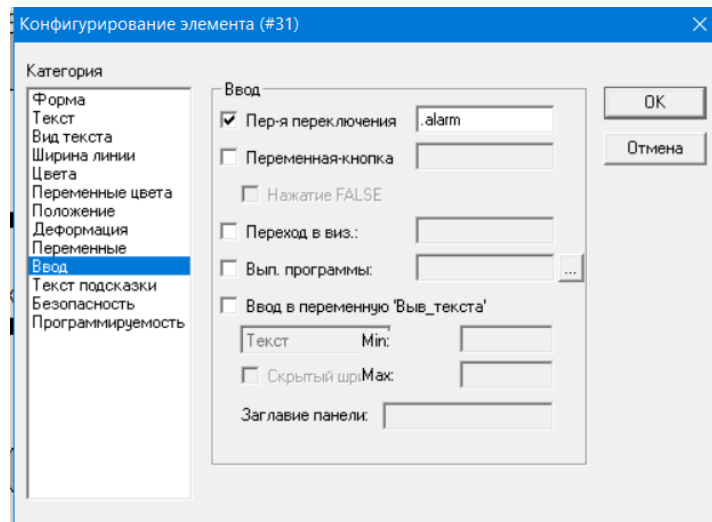 Конфигурирование элемента (#31)
Категория
Форма
Текст
Вид текста
Ширина линии
Цвета
Переменные цвета
Положение
Деформация
Переменные
Ввод
Текст подсказки
Безопасность
Программируемость
Ввод
Пер-я переключения .alarm
Переменная-кнопка
Нажатие FALSE
Переход в виз.:
Вып. программы: ...
Ввод в переменную 'Выв_текста'
Текст Min:
Скрытый шр Max:
Заглавие панели:
OK
Отмена